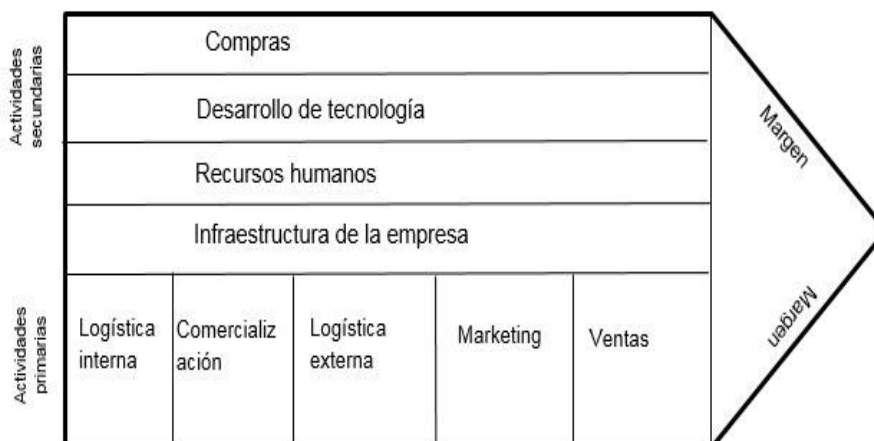 Actividades
secundarias
Compras
Desarrollo de tecnología
Recursos humanos
Infraestructura de la empresa
Margen
Margen
Actividades
primarias
Logística
interna
Comercializ
ación
Logística
externa
Marketing
Ventas